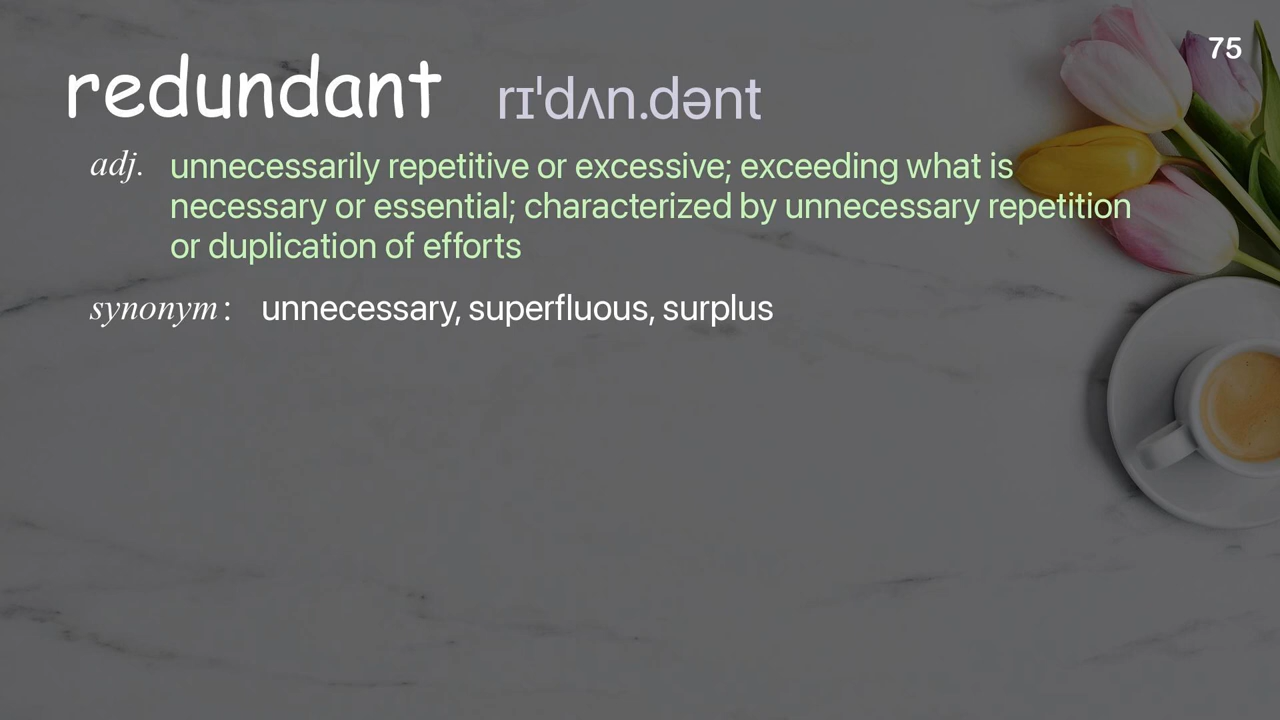 75
redundant rɪˈdʌn.dənt
adj. unnecessarily repetitive or excessive; exceeding what is
necessary or essential; characterized by unnecessary repetition
or duplication of efforts
synonym : unnecessary, superfluous, surplus